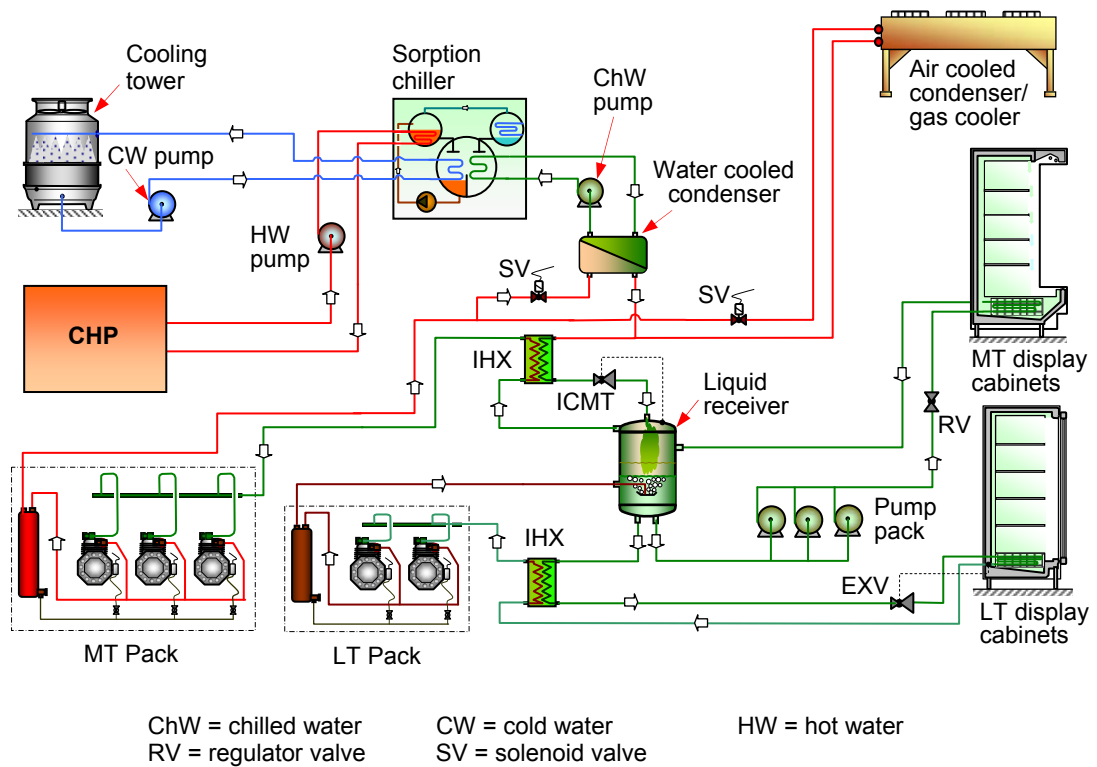 Cooling
tower
Sorption
chiller
ChW
pump
Air cooled
condenser/
gas cooler
CW pump
Water cooled
condenser
HW
pump
SV
SV
CHP
IHX
ICMT
Liquid
receiver
MT display
cabinets
RV
Pump
pack
IHX
EXV
LT display
cabinets
MT Pack
LT Pack
ChW = chilled water
CW = cold water
HW = hot water
RV = regulator valve
SV = solenoid valve